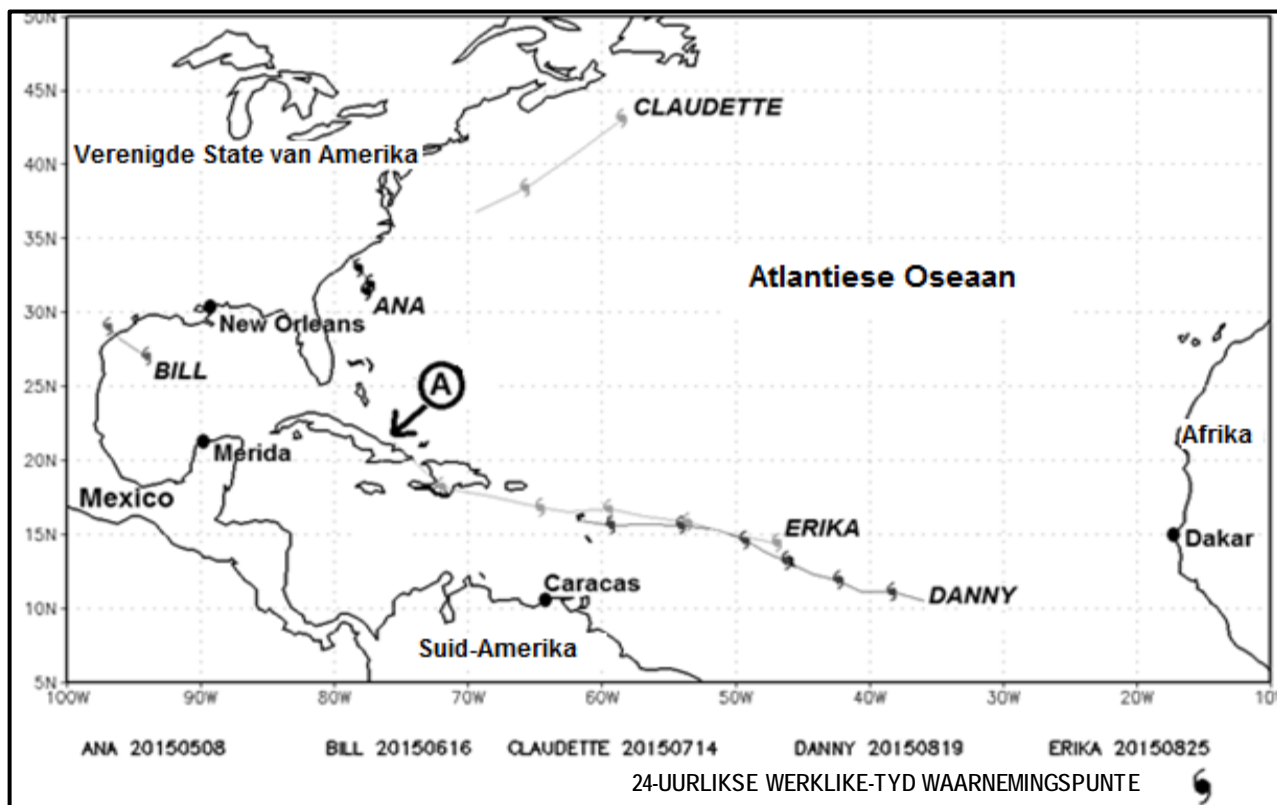 50N
45N
CLAUDETTE
Verenigde State van Amerika
40N
35N
Atlantiese Oseaan
ANA
30N
New Orleans
BILL
25N
A
Afrika
Merida
20N
Mexico
ERIKA
15N
Dakar
Caracas
DANNY
10N
Suid-Amerika
5N
100W 90W 80W 70W 60W 50W 40W 30W 20W 10W
ANA 20150508 BILL 20150616 CLAUDETTE 20150714 DANNY 20150819 ERIKA 20150825
24-UURLIKSE WERKLIKE-TYD WAARNEMINGSPUNTE